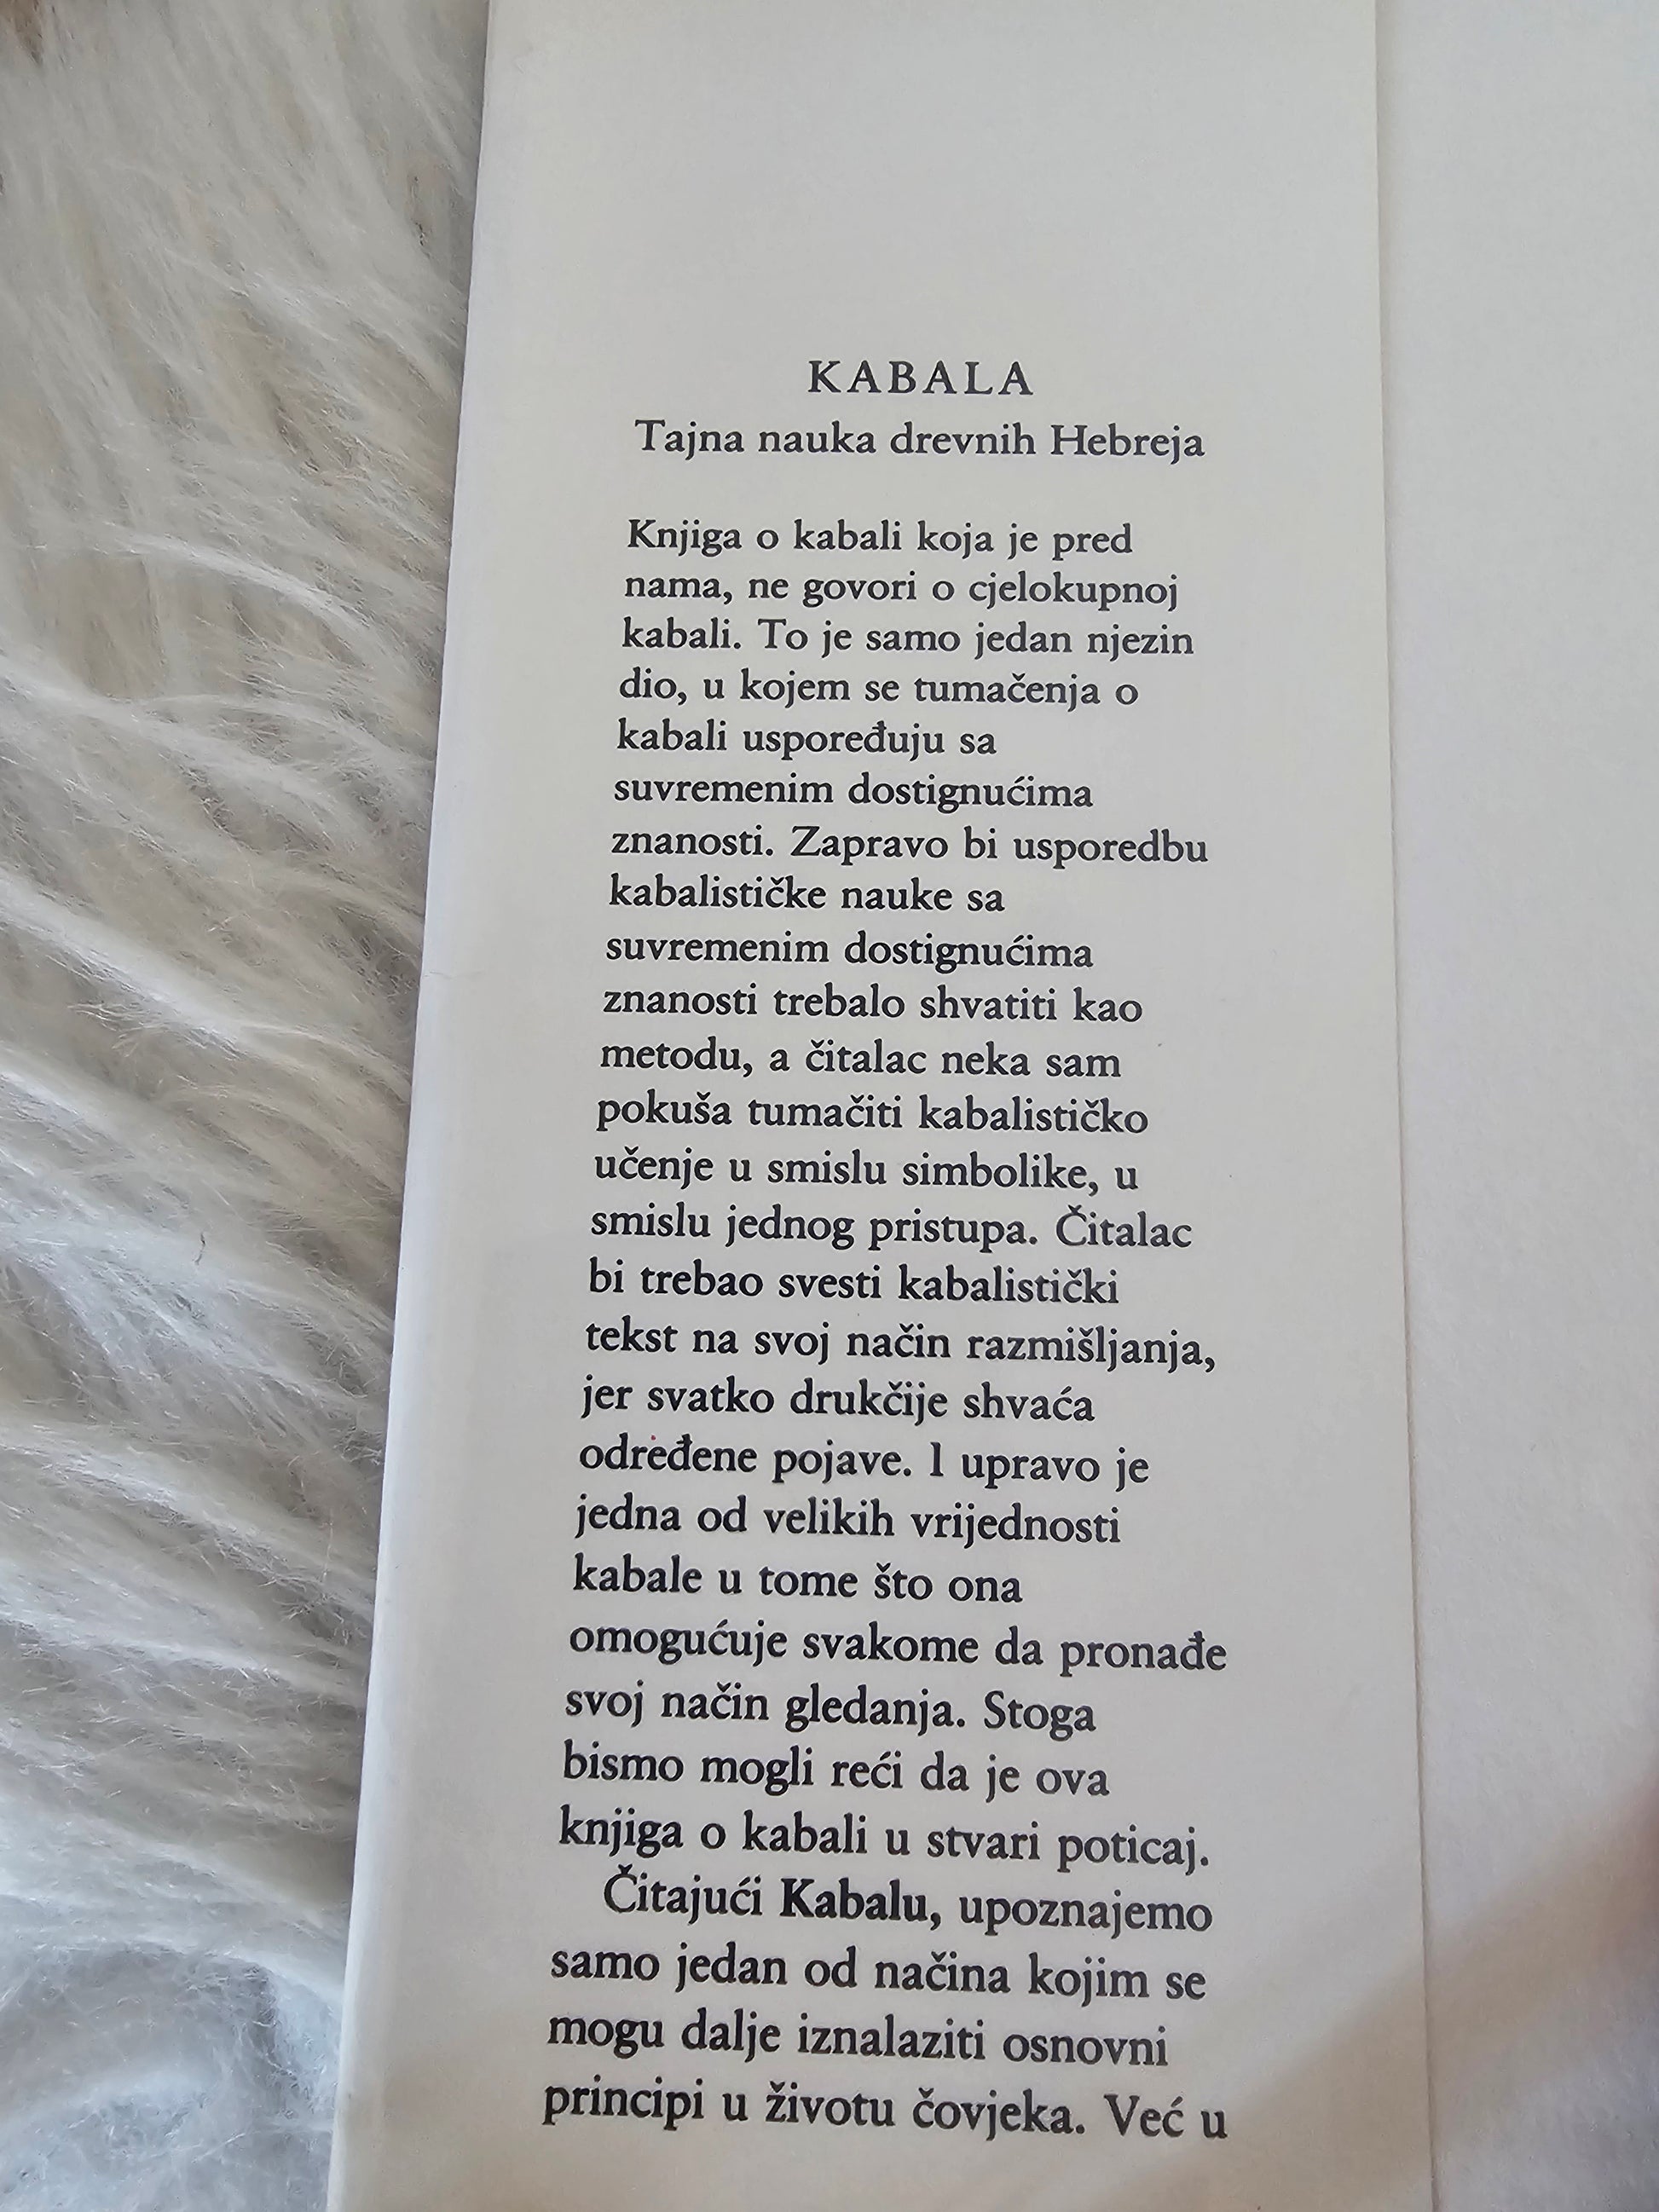 KABALA
Tajna nauka drevnih Hebreja
Knjiga o kabali koja je pred
nama, ne govori o cjelokupnoj
kabali. To je samo jedan njezin
dio, u kojem se tumačenja o
kabali uspoređuju sa
suvremenim dostignućima
znanosti. Zapravo bi usporedbu
kabalističke nauke sa
suvremenim dostignućima
znanosti trebalo shvatiti kao
metodu, a čitalac neka sam
pokuša tumačiti kabalističko
učenje u smislu simbolike, u
smislu jednog pristupa. Čitalac
bi trebao svesti kabalistički
tekst na svoj način razmišljanja,
jer svatko drukčije shvaća
određene pojave. I upravo je
jedna od velikih vrijednosti
kabale u tome što ona
omogućuje svakome da pronađe
svoj način gledanja. Stoga
bismo mogli reći da je ova
knjiga o kabali u stvari poticaj.
Čitajući Kabalu, upoznajemo
samo jedan od načina kojim se
mogu dalje iznalaziti osnovni
principi u životu čovjeka. Već u